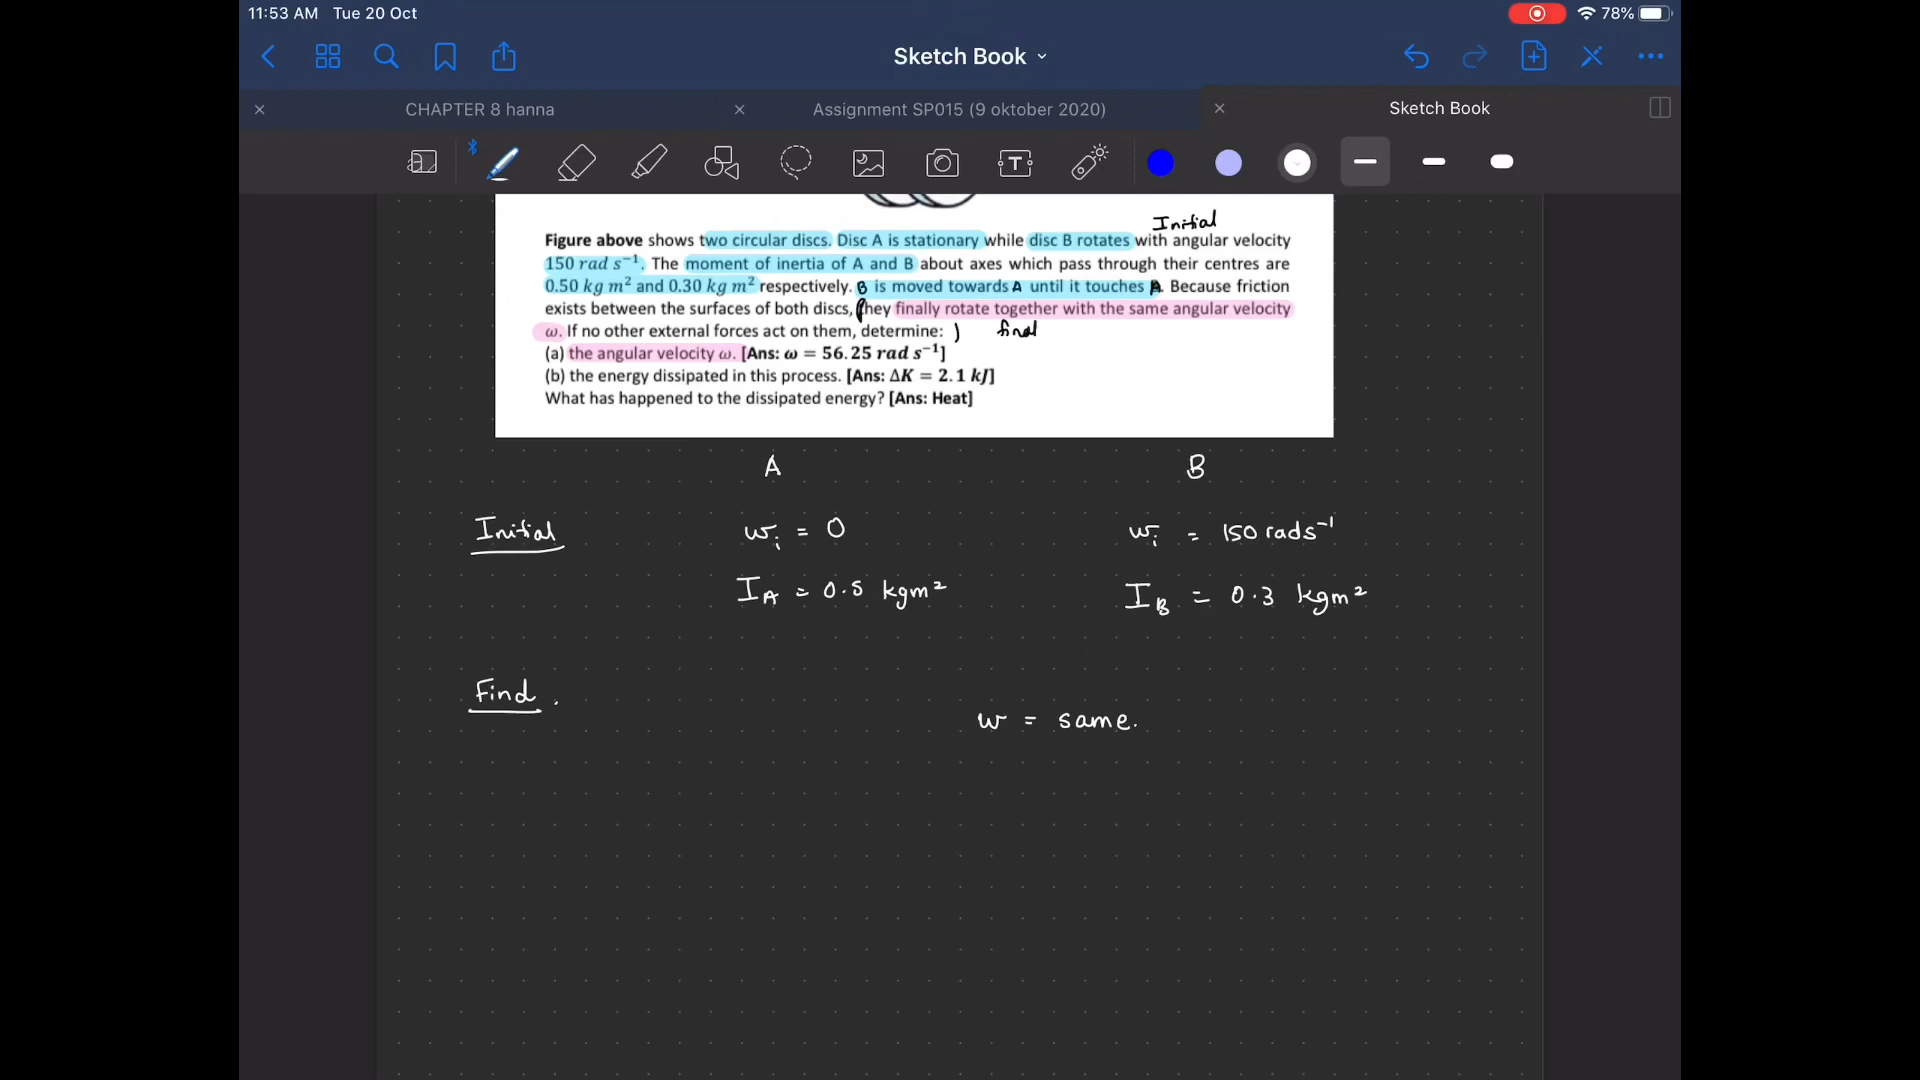 11:53 AM Tue 20 Oct 78%
Sketch Book
CHAPTER 8 hanna Assignment SP015 (9 oktober 2020) Sketch Book
Initial
Figure above shows two circular discs. Disc A is stationary while disc B rotates with angular velocity
150 rad s⁻¹. The moment of inertia of A and B about axes which pass through their centres are
0.50 kg m² and 0.30 kg m² respectively. B is moved towards A until it touches A. Because friction
exists between the surfaces of both discs, they finally rotate together with the same angular velocity
ω. If no other external forces act on them, determine: ) final
(a) the angular velocity ω. [Ans: ω = 56.25 rad s⁻¹]
(b) the energy dissipated in this process. [Ans: ΔK = 2.1 kJ]
What has happened to the dissipated energy? [Ans: Heat]
A B
Initial ωᵢ = 0 ωᵢ = 150 rads⁻¹
I_A = 0.5 kgm² I_B = 0.3 kgm²
Find.
ω = same.